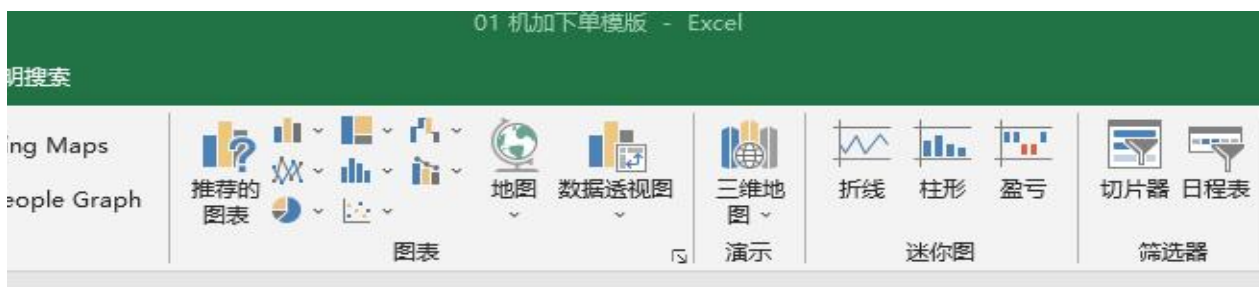 01 机加下单模版 - Excel
明搜索
ing Maps
eople Graph
推荐的
图表
地图
数据透视图
图表
三维地
图
演示
折线
柱形
盈亏
迷你图
切片器
日程表
筛选器